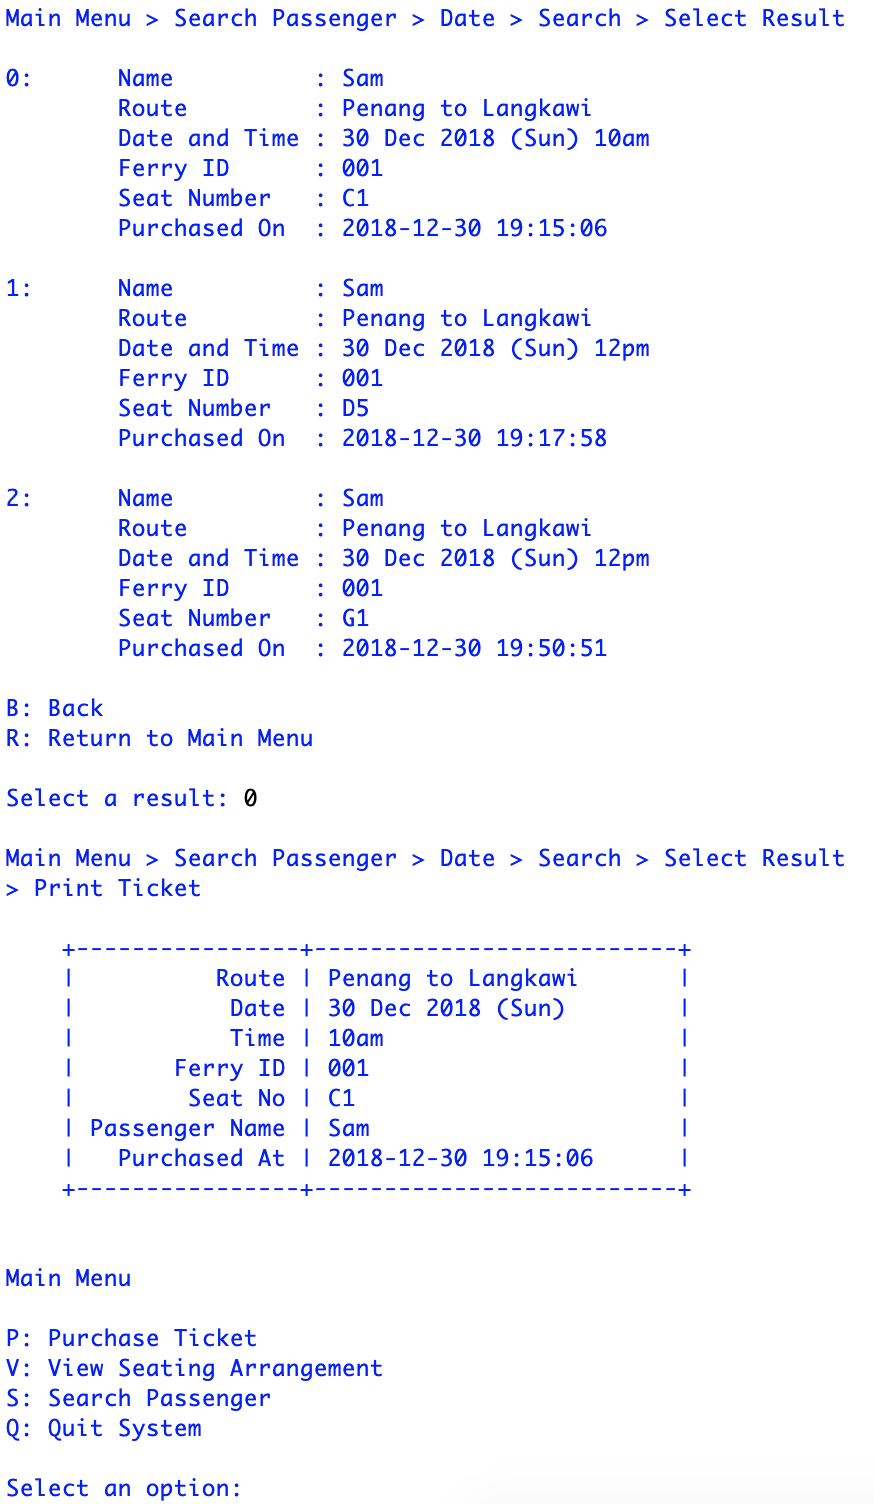 Main Menu > Search Passenger > Date > Search > Select Result
0: Name : Sam
Route : Penang to Langkawi
Date and Time : 30 Dec 2018 (Sun) 10am
Ferry ID : 001
Seat Number : C1
Purchased On : 2018-12-30 19:15:06
1: Name : Sam
Route : Penang to Langkawi
Date and Time : 30 Dec 2018 (Sun) 12pm
Ferry ID : 001
Seat Number : D5
Purchased On : 2018-12-30 19:17:58
2: Name : Sam
Route : Penang to Langkawi
Date and Time : 30 Dec 2018 (Sun) 12pm
Ferry ID : 001
Seat Number : G1
Purchased On : 2018-12-30 19:50:51
B: Back
R: Return to Main Menu
Select a result: 0
Main Menu > Search Passenger > Date > Search > Select Result
> Print Ticket
+----------------+--------------------------+
| Route | Penang to Langkawi |
| Date | 30 Dec 2018 (Sun) |
| Time | 10am |
| Ferry ID | 001 |
| Seat No | C1 |
| Passenger Name | Sam |
| Purchased At | 2018-12-30 19:15:06 |
+----------------+--------------------------+
Main Menu
P: Purchase Ticket
V: View Seating Arrangement
S: Search Passenger
Q: Quit System
Select an option: